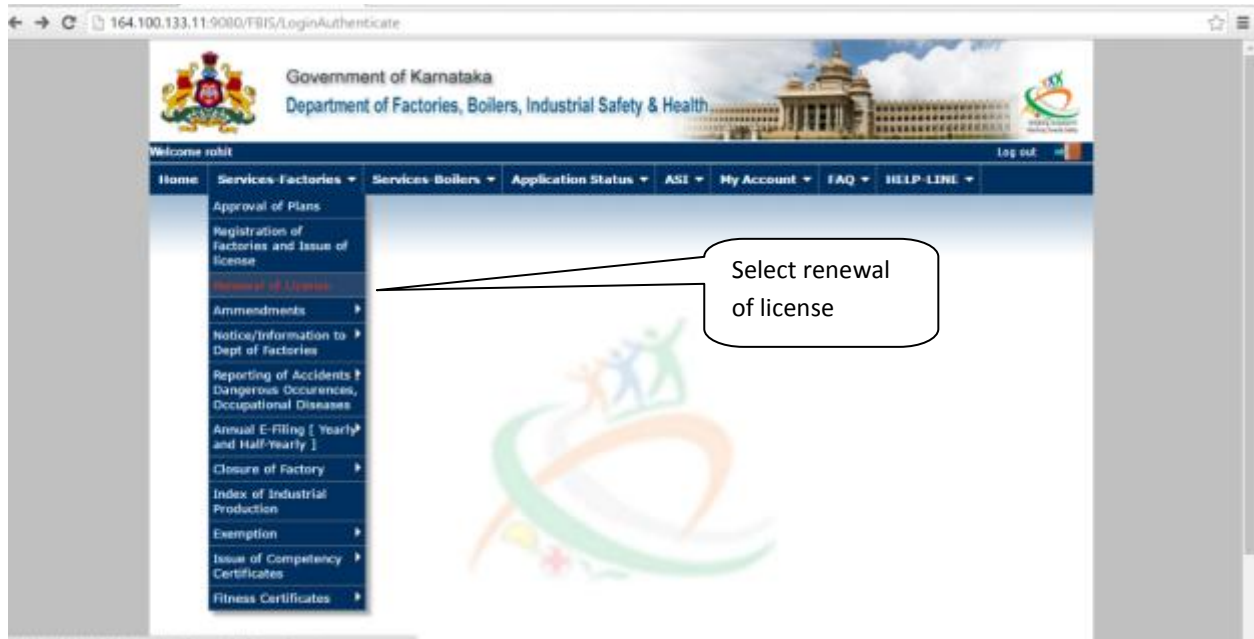 164.100.133.11:9080/FBIS/LoginAuthenticate
Government of Karnataka
Department of Factories, Boilers, Industrial Safety & Health
Welcome rohit
Log out
Home Services-Factories Services-Boilers Application Status ASI My Account FAQ HELP-LINE
Approval of Plans
Registration of
Factories and Issue of
license
Renewal of License
Ammendments
Notice/Information to
Dept of Factories
Reporting of Accidents
Dangerous Occurences,
Occupational Diseases
Annual E-Filing [ Yearly
and Half-Yearly ]
Closure of Factory
Index of Industrial
Production
Exemption
Issue of Competency
Certificates
Fitness Certificates
Select renewal
of license